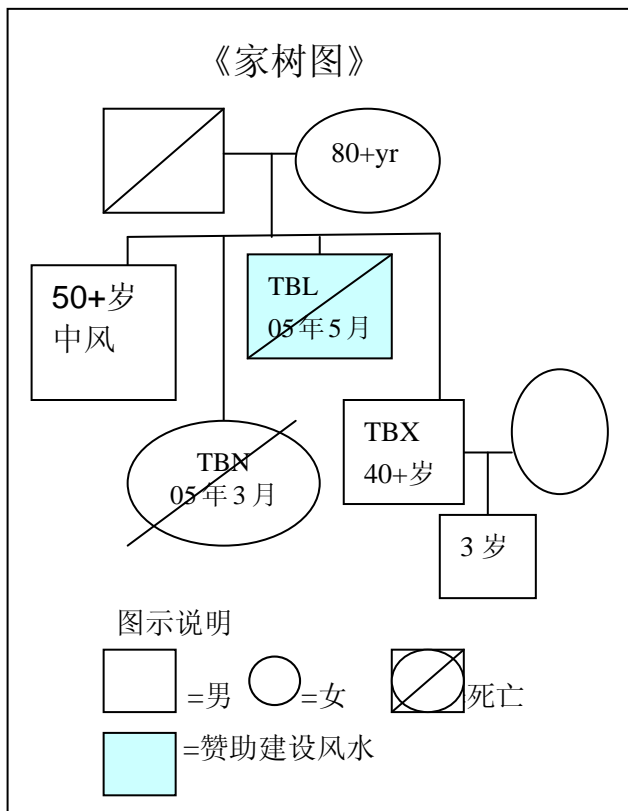 《家树图》
80+yr
50+岁
中风
TBL
05年5月
TBN
05年3月
TBX
40+岁
3岁
图示说明
=男
=女
死亡
=赞助建设风水